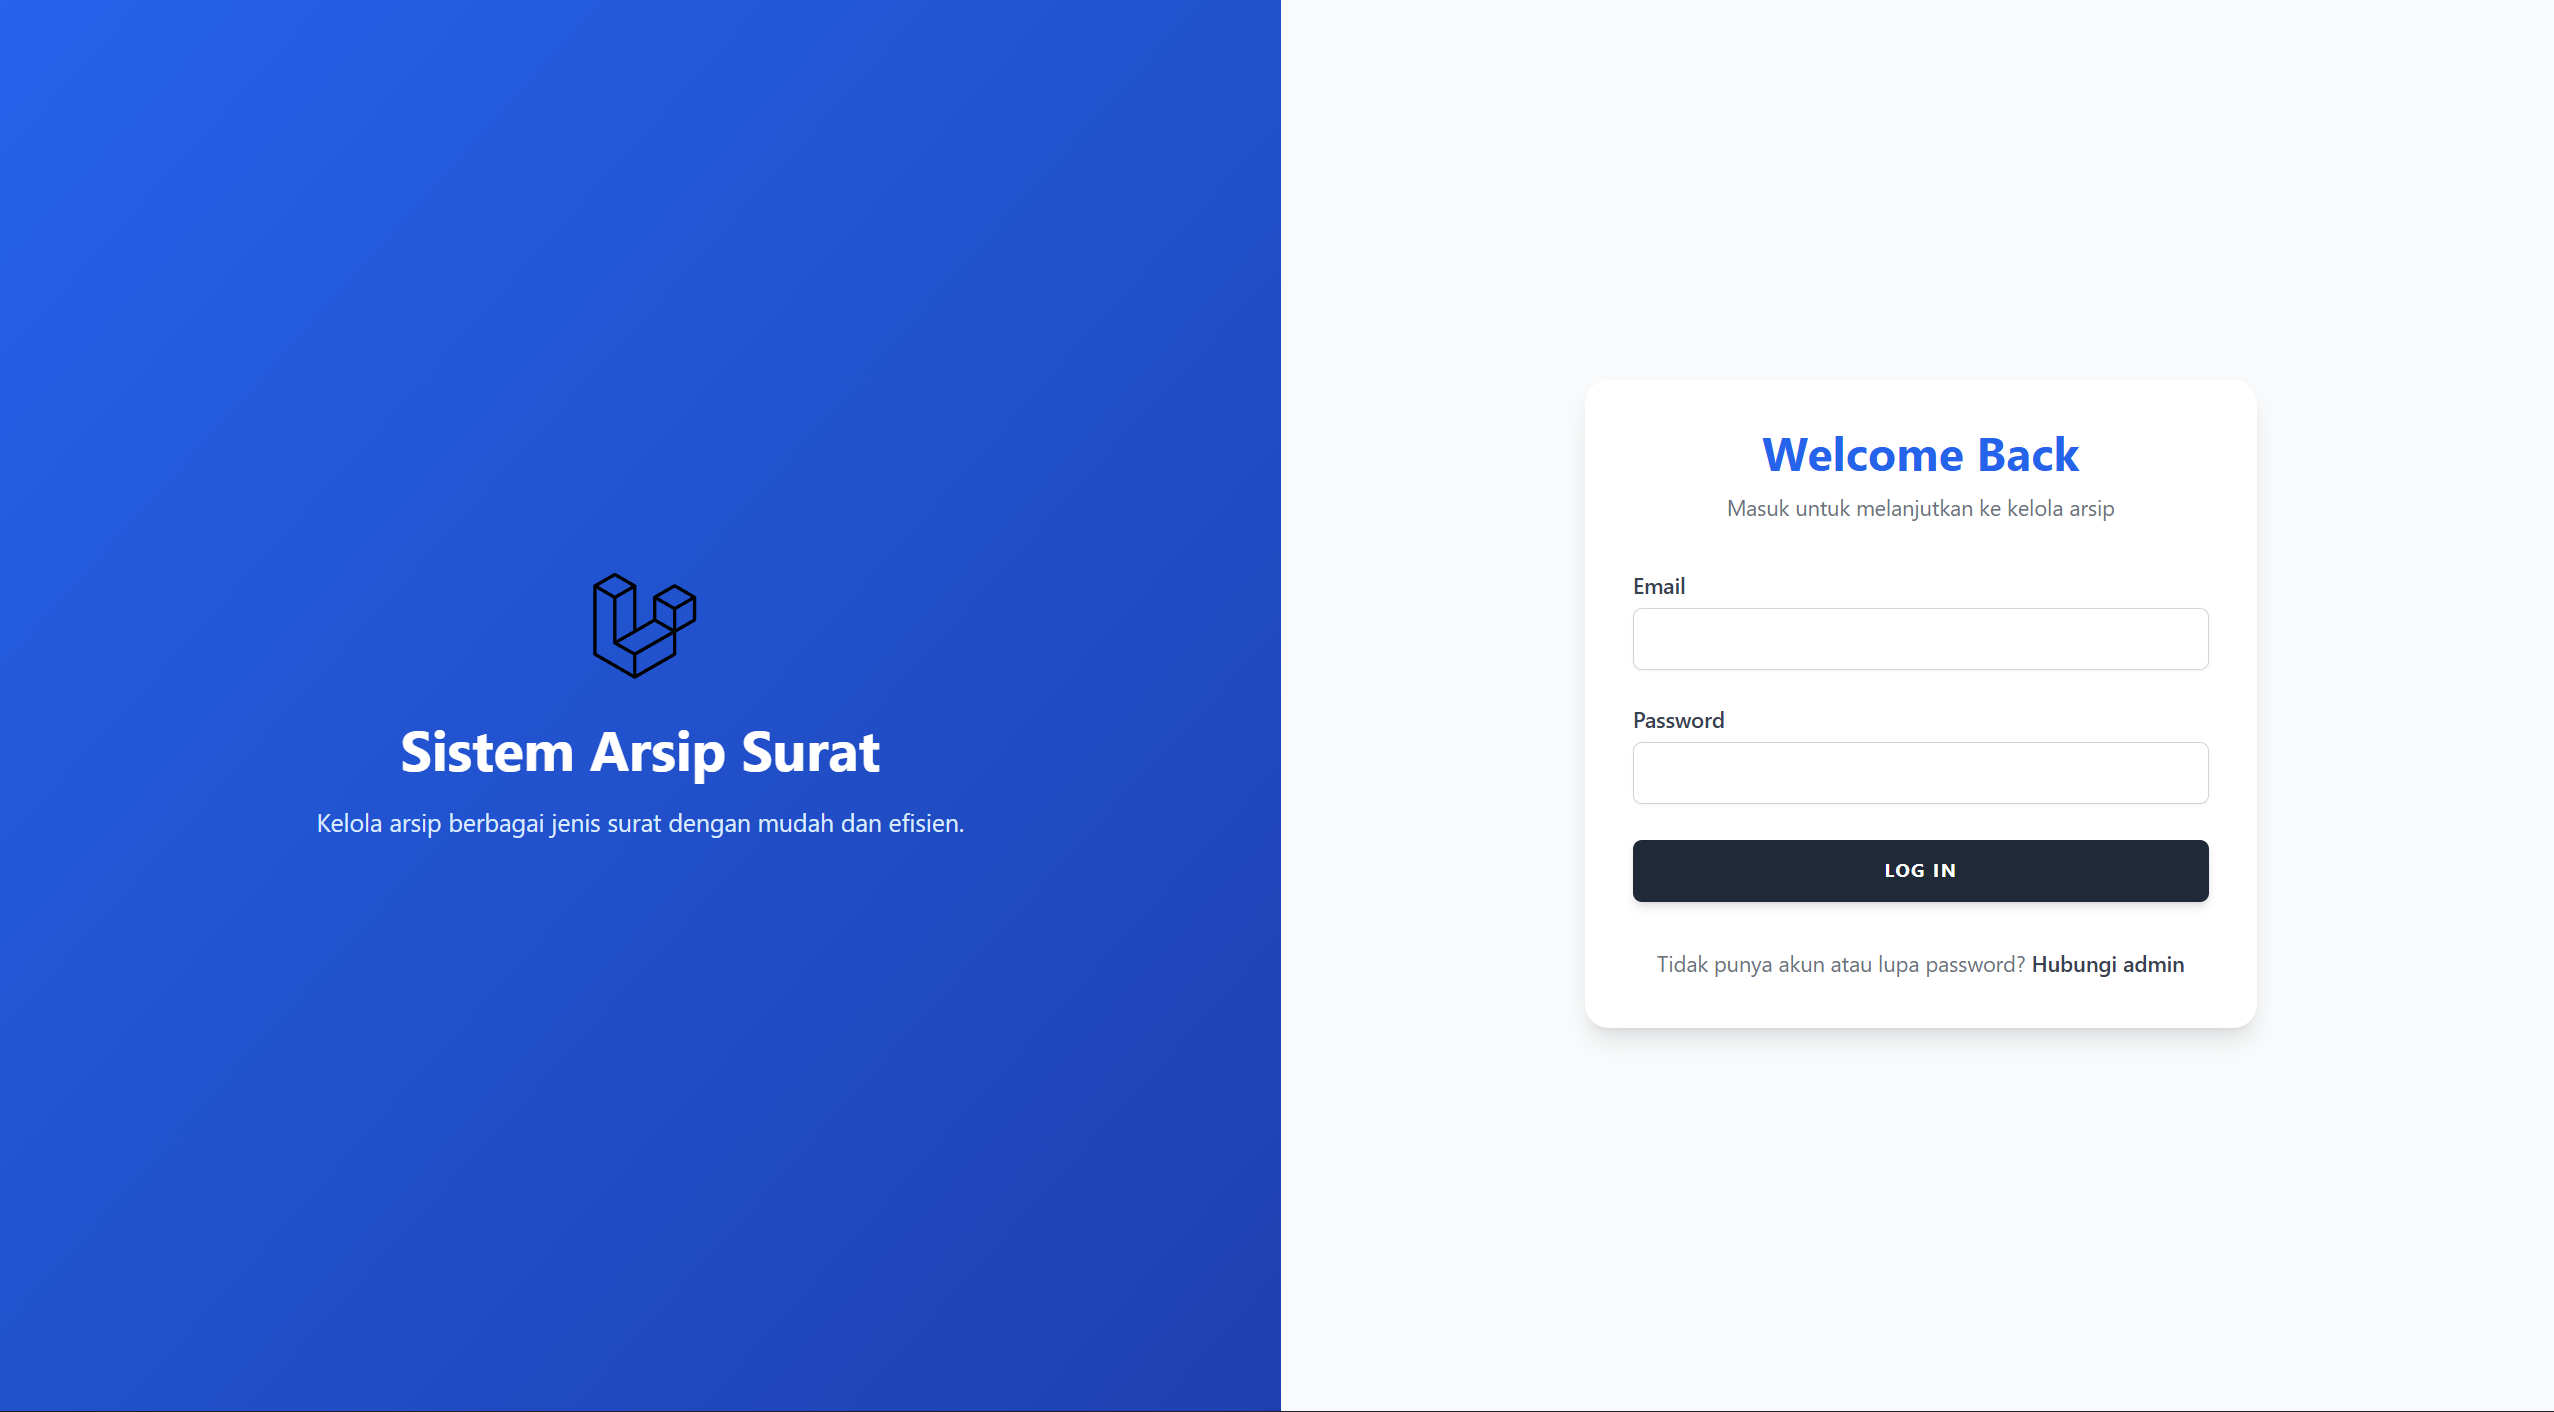 Sistem Arsip Surat
Kelola arsip berbagai jenis surat dengan mudah dan efisien.
Welcome Back
Masuk untuk melanjutkan ke kelola arsip
Email
Password
LOG IN
Tidak punya akun atau lupa password? Hubungi admin